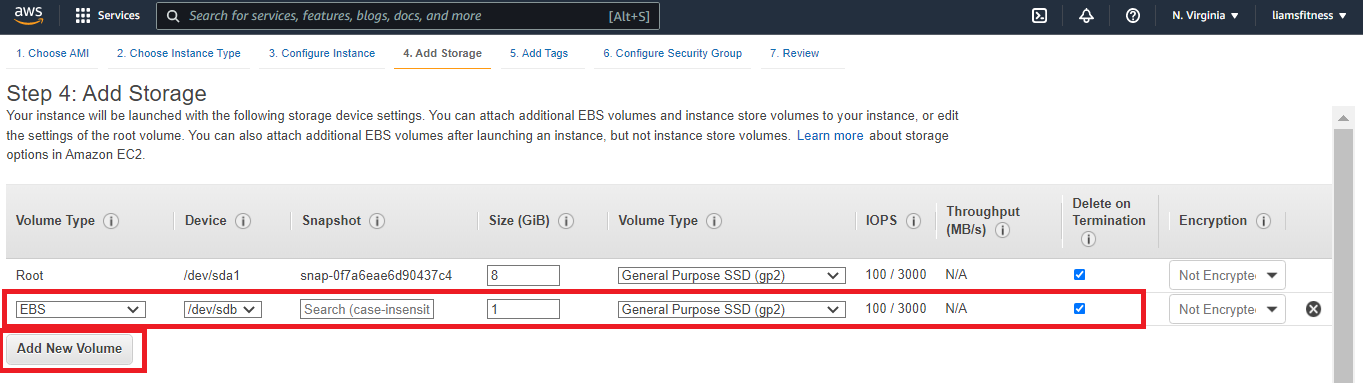 aws Services Search for services, features, blogs, docs, and more [Alt+S] N. Virginia liamsfitness
1. Choose AMI 2. Choose Instance Type 3. Configure Instance 4. Add Storage 5. Add Tags 6. Configure Security Group 7. Review
Step 4: Add Storage
Your instance will be launched with the following storage device settings. You can attach additional EBS volumes and instance store volumes to your instance, or edit
the settings of the root volume. You can also attach additional EBS volumes after launching an instance, but not instance store volumes. Learn more about storage
options in Amazon EC2.
Volume Type Device Snapshot Size (GiB) Volume Type IOPS Throughput (MB/s) Delete on Termination Encryption
Root /dev/sda1 snap-0f7a6eae6d90437c4 8 General Purpose SSD (gp2) 100 / 3000 N/A Not Encrypte
EBS /dev/sdb Search (case-insensit 1 General Purpose SSD (gp2) 100 / 3000 N/A Not Encrypte
Add New Volume